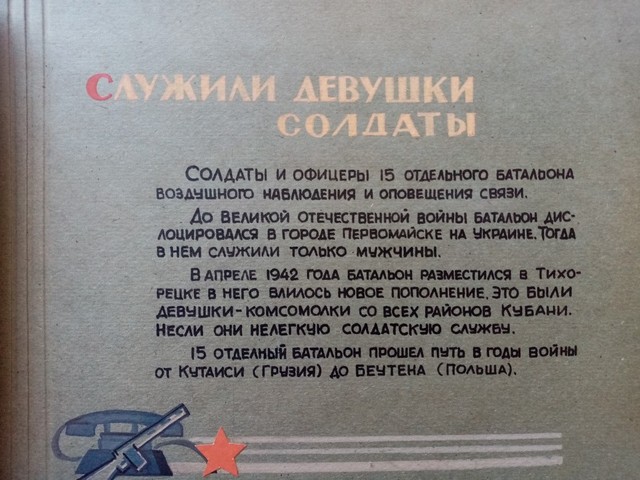 СЛУЖИЛИ ДЕВУШКИ
СОЛДАТЫ
СОЛДАТЫ И ОФИЦЕРЫ 15 ОТДЕЛЬНОГО БАТАЛЬОНА
ВОЗДУШНОГО НАБЛЮДЕНИЯ И ОПОВЕЩЕНИЯ СВЯЗИ.
ДО ВЕЛИКОЙ ОТЕЧЕСТВЕННОЙ ВОЙНЫ БАТАЛЬОН ДИС-
ЛОЦИРОВАЛСЯ В ГОРОДЕ ПЕРВОМАЙСКЕ НА УКРАИНЕ. ТОГДА
В НЕМ СЛУЖИЛИ ТОЛЬКО МУЖЧИНЫ.
В АПРЕЛЕ 1942 ГОДА БАТАЛЬОН РАЗМЕСТИЛСЯ В ТИХО-
РЕЦКЕ В НЕГО ВЛИЛОСЬ НОВОЕ ПОПОЛНЕНИЕ. ЭТО БЫЛИ
ДЕВУШКИ-КОМСОМОЛКИ СО ВСЕХ РАЙОНОВ КУБАНИ.
НЕСЛИ ОНИ НЕЛЕГКУЮ СОЛДАТСКУЮ СЛУЖБУ.
15 ОТДЕЛНЫЙ БАТАЛЬОН ПРОШЕЛ ПУТЬ В ГОДЫ ВОЙНЫ
ОТ КУТАИСИ (ГРУЗИЯ) ДО БЕУТЕНА (ПОЛЬША).